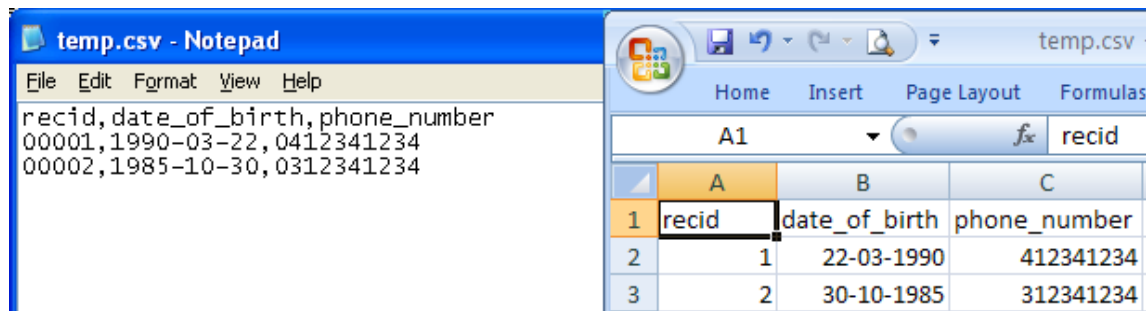 temp.csv - Notepad
File Edit Format View Help
recid,date_of_birth,phone_number
00001,1990-03-22,0412341234
00002,1985-10-30,0312341234
temp.csv -
Home Insert Page Layout Formulas
A1 fx recid
A B C
1 recid date_of_birth phone_number
2 1 22-03-1990 412341234
3 2 30-10-1985 312341234